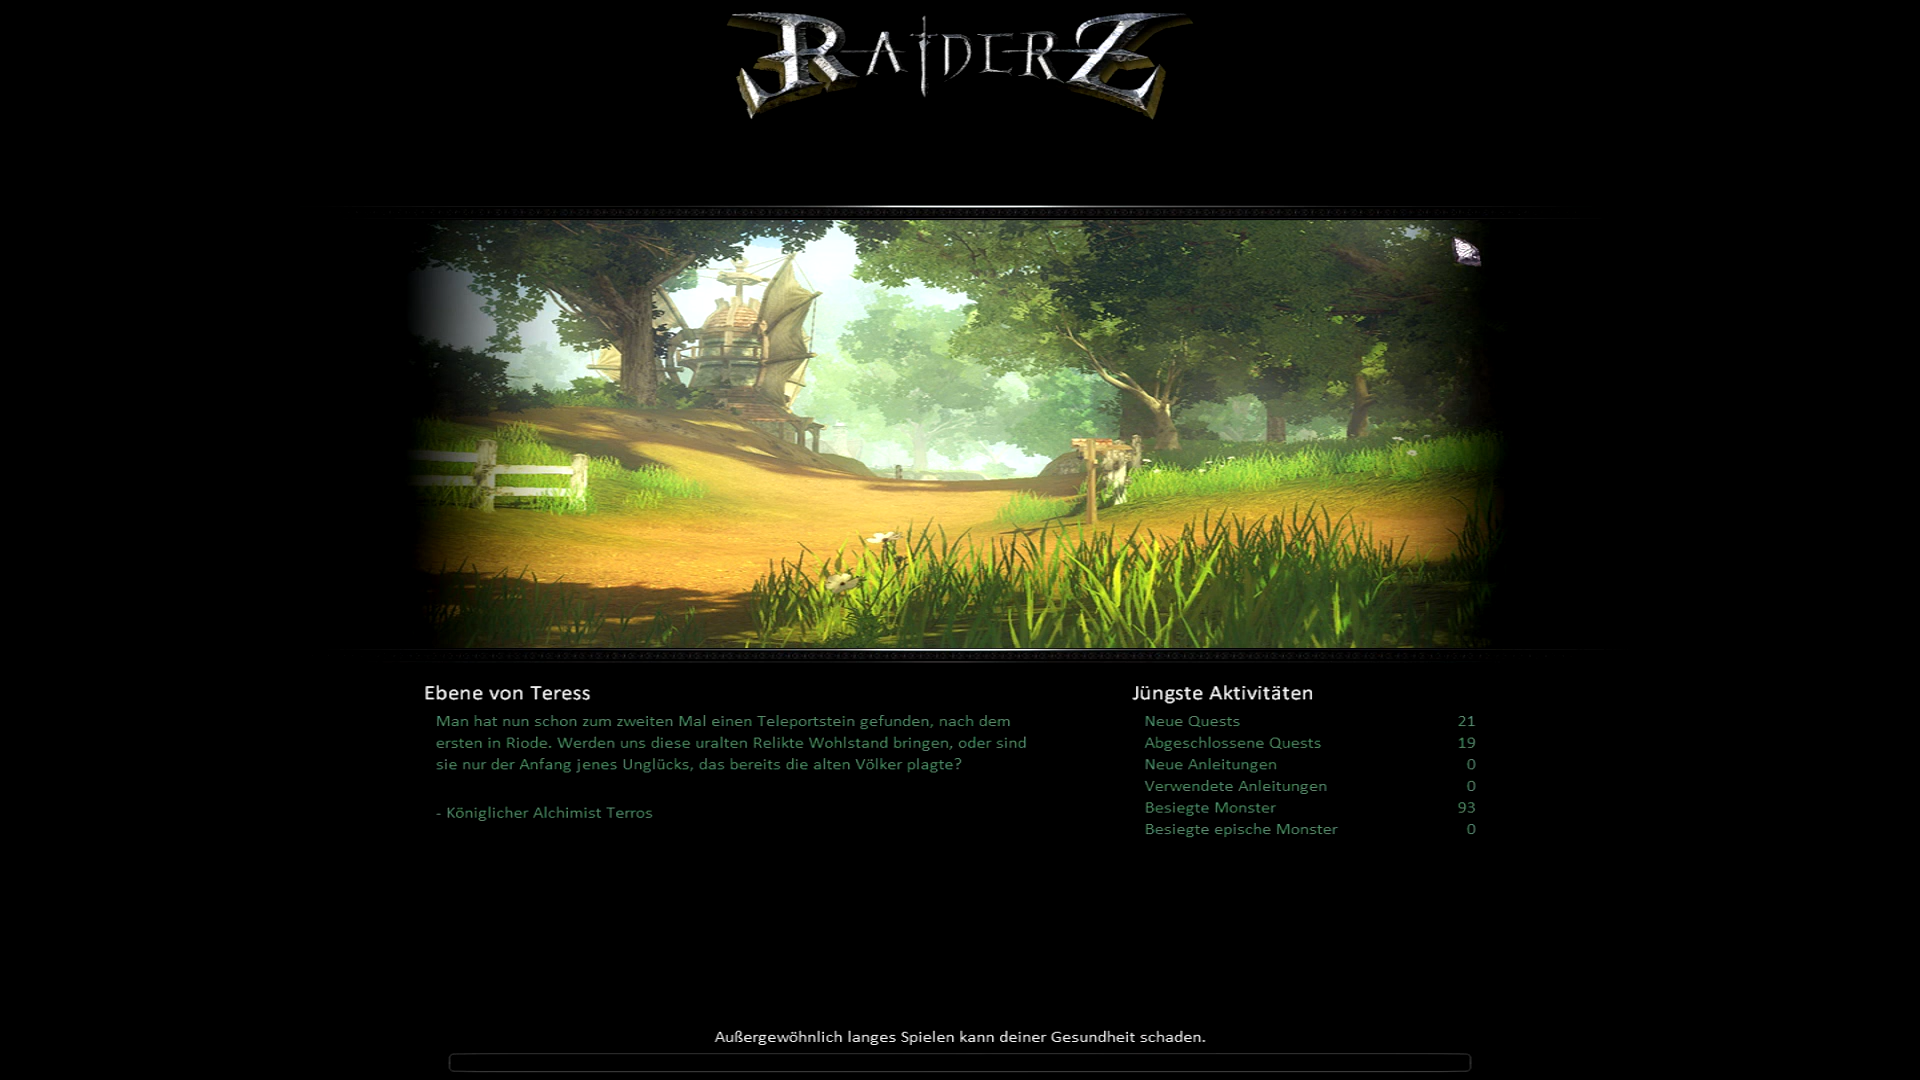 RAIDERZ
Ebene von Teress
Man hat nun schon zum zweiten Mal einen Teleportstein gefunden, nach dem
ersten in Riode. Werden uns diese uralten Relikte Wohlstand bringen, oder sind
sie nur der Anfang jenes Unglücks, das bereits die alten Völker plagte?
- Königlicher Alchimist Terros
Jüngste Aktivitäten
Neue Quests 21
Abgeschlossene Quests 19
Neue Anleitungen 0
Verwendete Anleitungen 0
Besiegte Monster 93
Besiegte epische Monster 0
Außergewöhnlich langes Spielen kann deiner Gesundheit schaden.